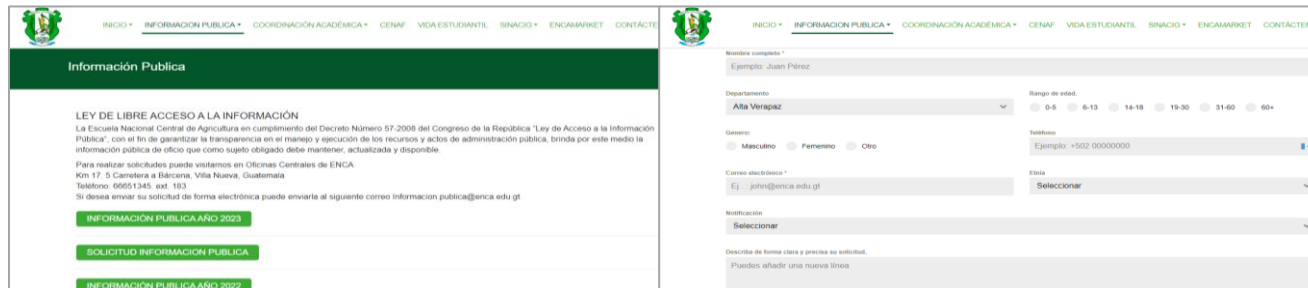 INICIO INFORMACION PUBLICA COORDINACIÓN ACADÉMICA CENAF VIDA ESTUDIANTIL SINACIG ENCAMARKET CONTÁCTE
Información Publica
LEY DE LIBRE ACCESO A LA INFORMACIÓN
La Escuela Nacional Central de Agricultura en cumplimiento del Decreto Número 57-2008 del Congreso de la República "Ley de Acceso a la Información
Pública", con el fin de garantizar la transparencia en el manejo y ejecución de los recursos y actos de administración pública, brinda por este medio la
información pública de oficio que como sujeto obligado debe mantener, actualizada y disponible.
Para realizar solicitudes puede visitarnos en Oficinas Centrales de ENCA
Km 17. 5 Carretera a Bárcena, Villa Nueva, Guatemala
Teléfono: 66651345. ext. 183
Si desea enviar su solicitud de forma electrónica puede enviarla al siguiente correo Informacion.publica@enca.edu.gt
INFORMACIÓN PUBLICA AÑO 2023
SOLICITUD INFORMACION PUBLICA
INFORMACIÓN PUBLICA AÑO 2022
INICIO INFORMACION PUBLICA COORDINACIÓN ACADÉMICA CENAF VIDA ESTUDIANTIL SINACIG ENCAMARKET CONTÁCTEN
Nombre completo *
Ejemplo: Juan Pérez
Departamento Rango de edad.
Alta Verapaz 0-5 6-13 14-18 19-30 31-60 60+
Genero: Teléfono
Masculino Femenino Otro Ejemplo: +502 00000000
Correo electrónico * Etnia
Ej .: john@enca.edu.gt Seleccionar
Notificación
Seleccionar
Describa de forma clara y precisa su solicitud.
Puedes añadir una nueva línea